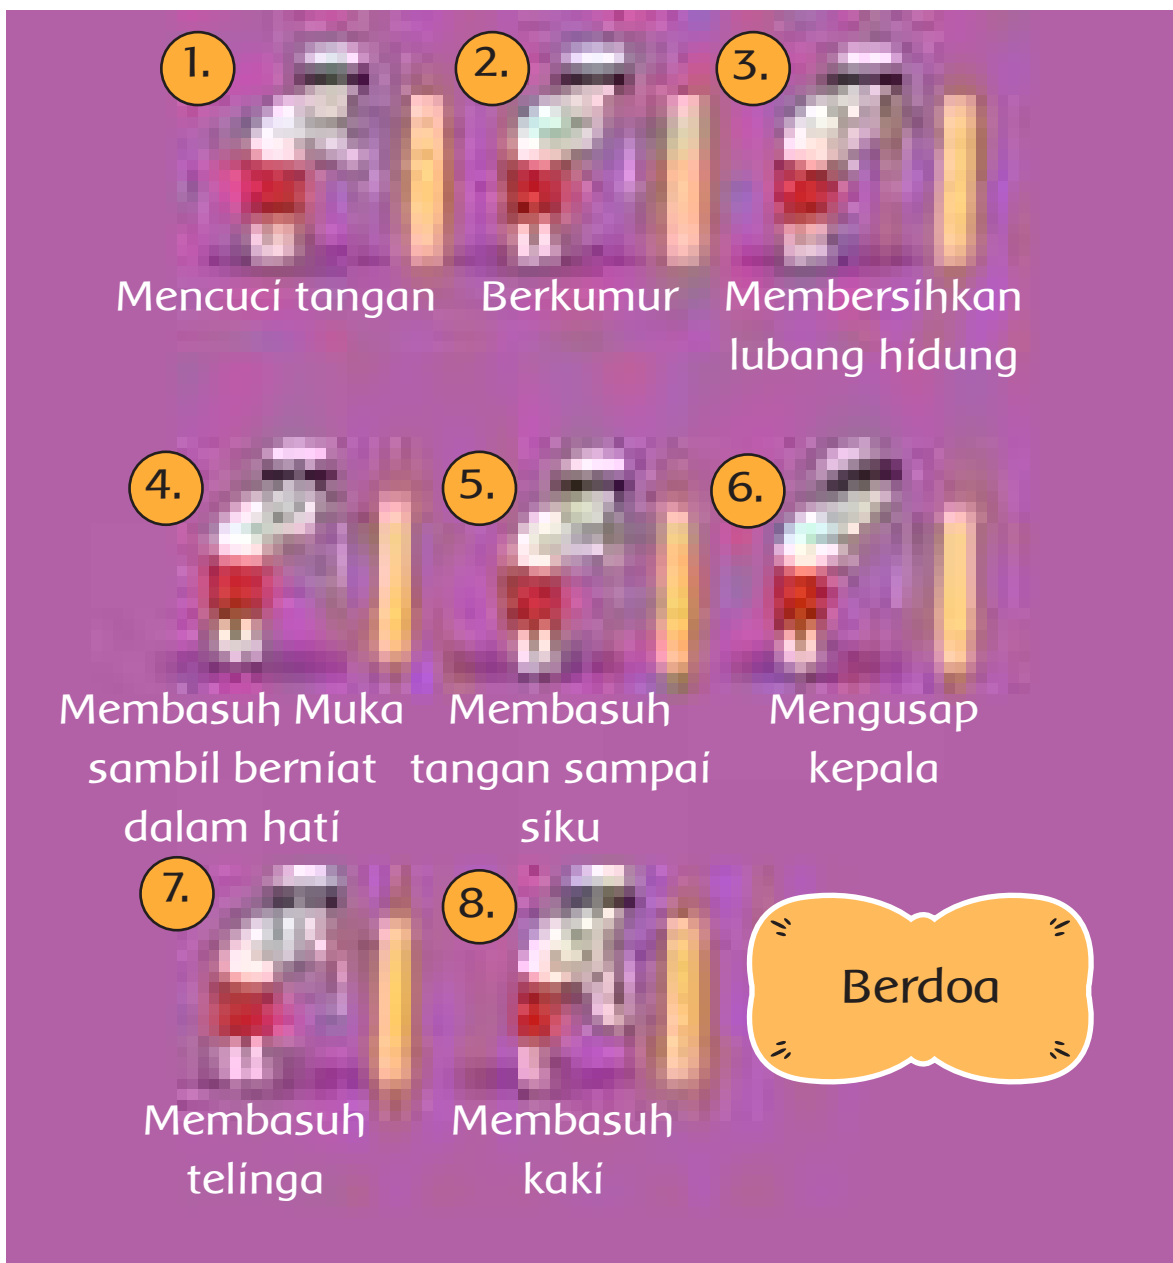 1.
Mencuci tangan
2.
Berkumur
3.
Membersihkan
lubang hidung
4.
Membasuh Muka
sambil berniat
dalam hati
5.
Membasuh
tangan sampai
siku
6.
Mengusap
kepala
7.
Membasuh
telinga
8.
Membasuh
kaki
Berdoa